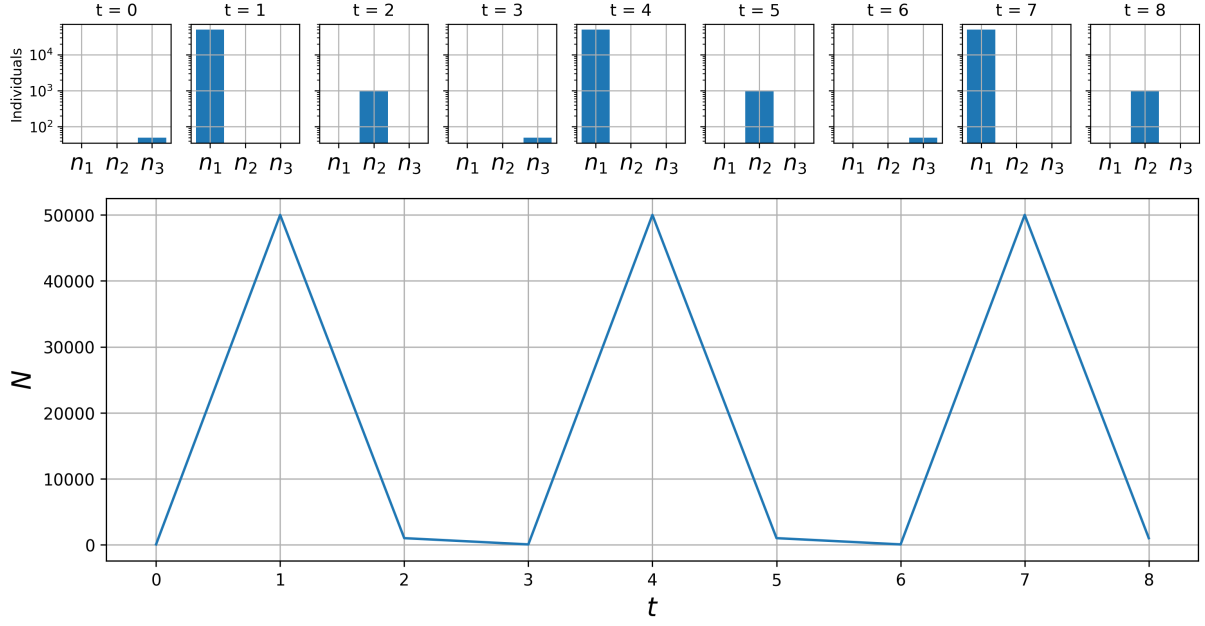 t = 0 t = 1 t = 2 t = 3 t = 4 t = 5 t = 6 t = 7 t = 8
Individuals
10⁴
10³
10²
n₁ n₂ n₃ n₁ n₂ n₃ n₁ n₂ n₃ n₁ n₂ n₃ n₁ n₂ n₃ n₁ n₂ n₃ n₁ n₂ n₃ n₁ n₂ n₃ n₁ n₂ n₃
N
50000
40000
30000
20000
10000
0
0 1 2 3 4 5 6 7 8
t